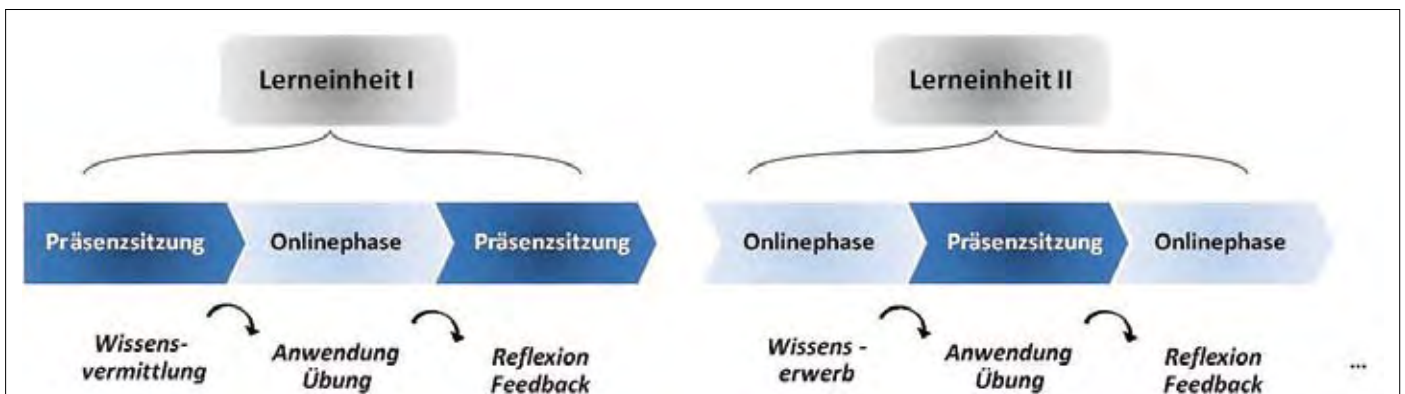 Lerneinheit I
Lerneinheit II
Präsenzsitzung
Onlinephase
Präsenzsitzung
Onlinephase
Präsenzsitzung
Onlinephase
Wissens-
vermittlung
Anwendung
Übung
Reflexion
Feedback
Wissens -
erwerb
Anwendung
Übung
Reflexion
Feedback
...